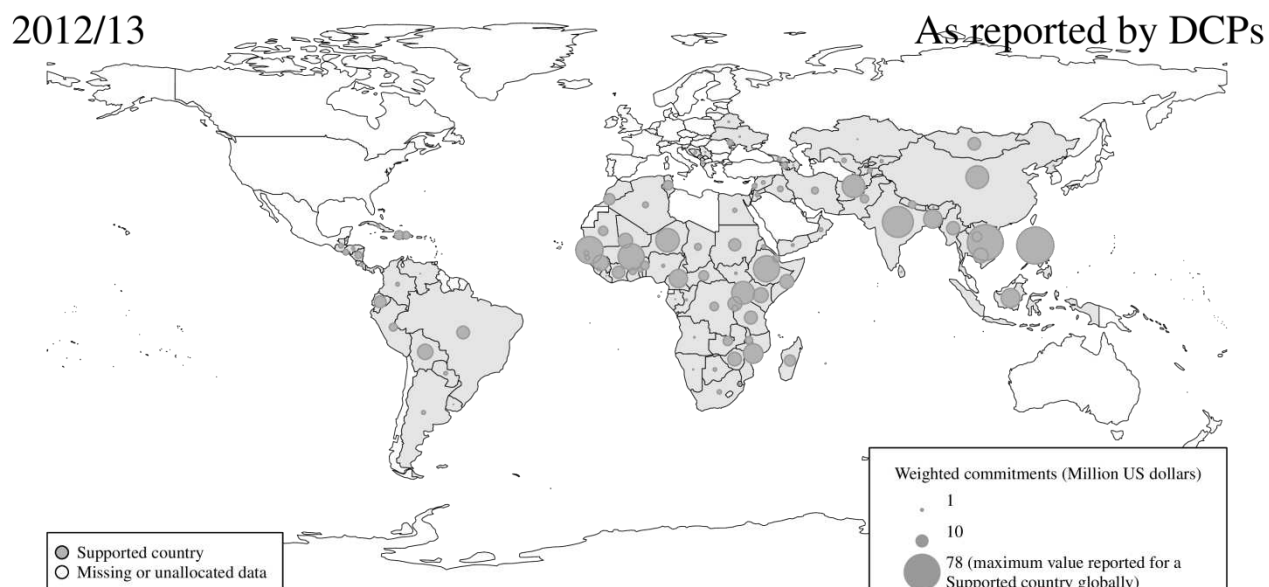 2012/13
As reported by DCPs
Weighted commitments (Million US dollars)
1
10
78 (maximum value reported for a
Supported country globally)
Supported country
Missing or unallocated data